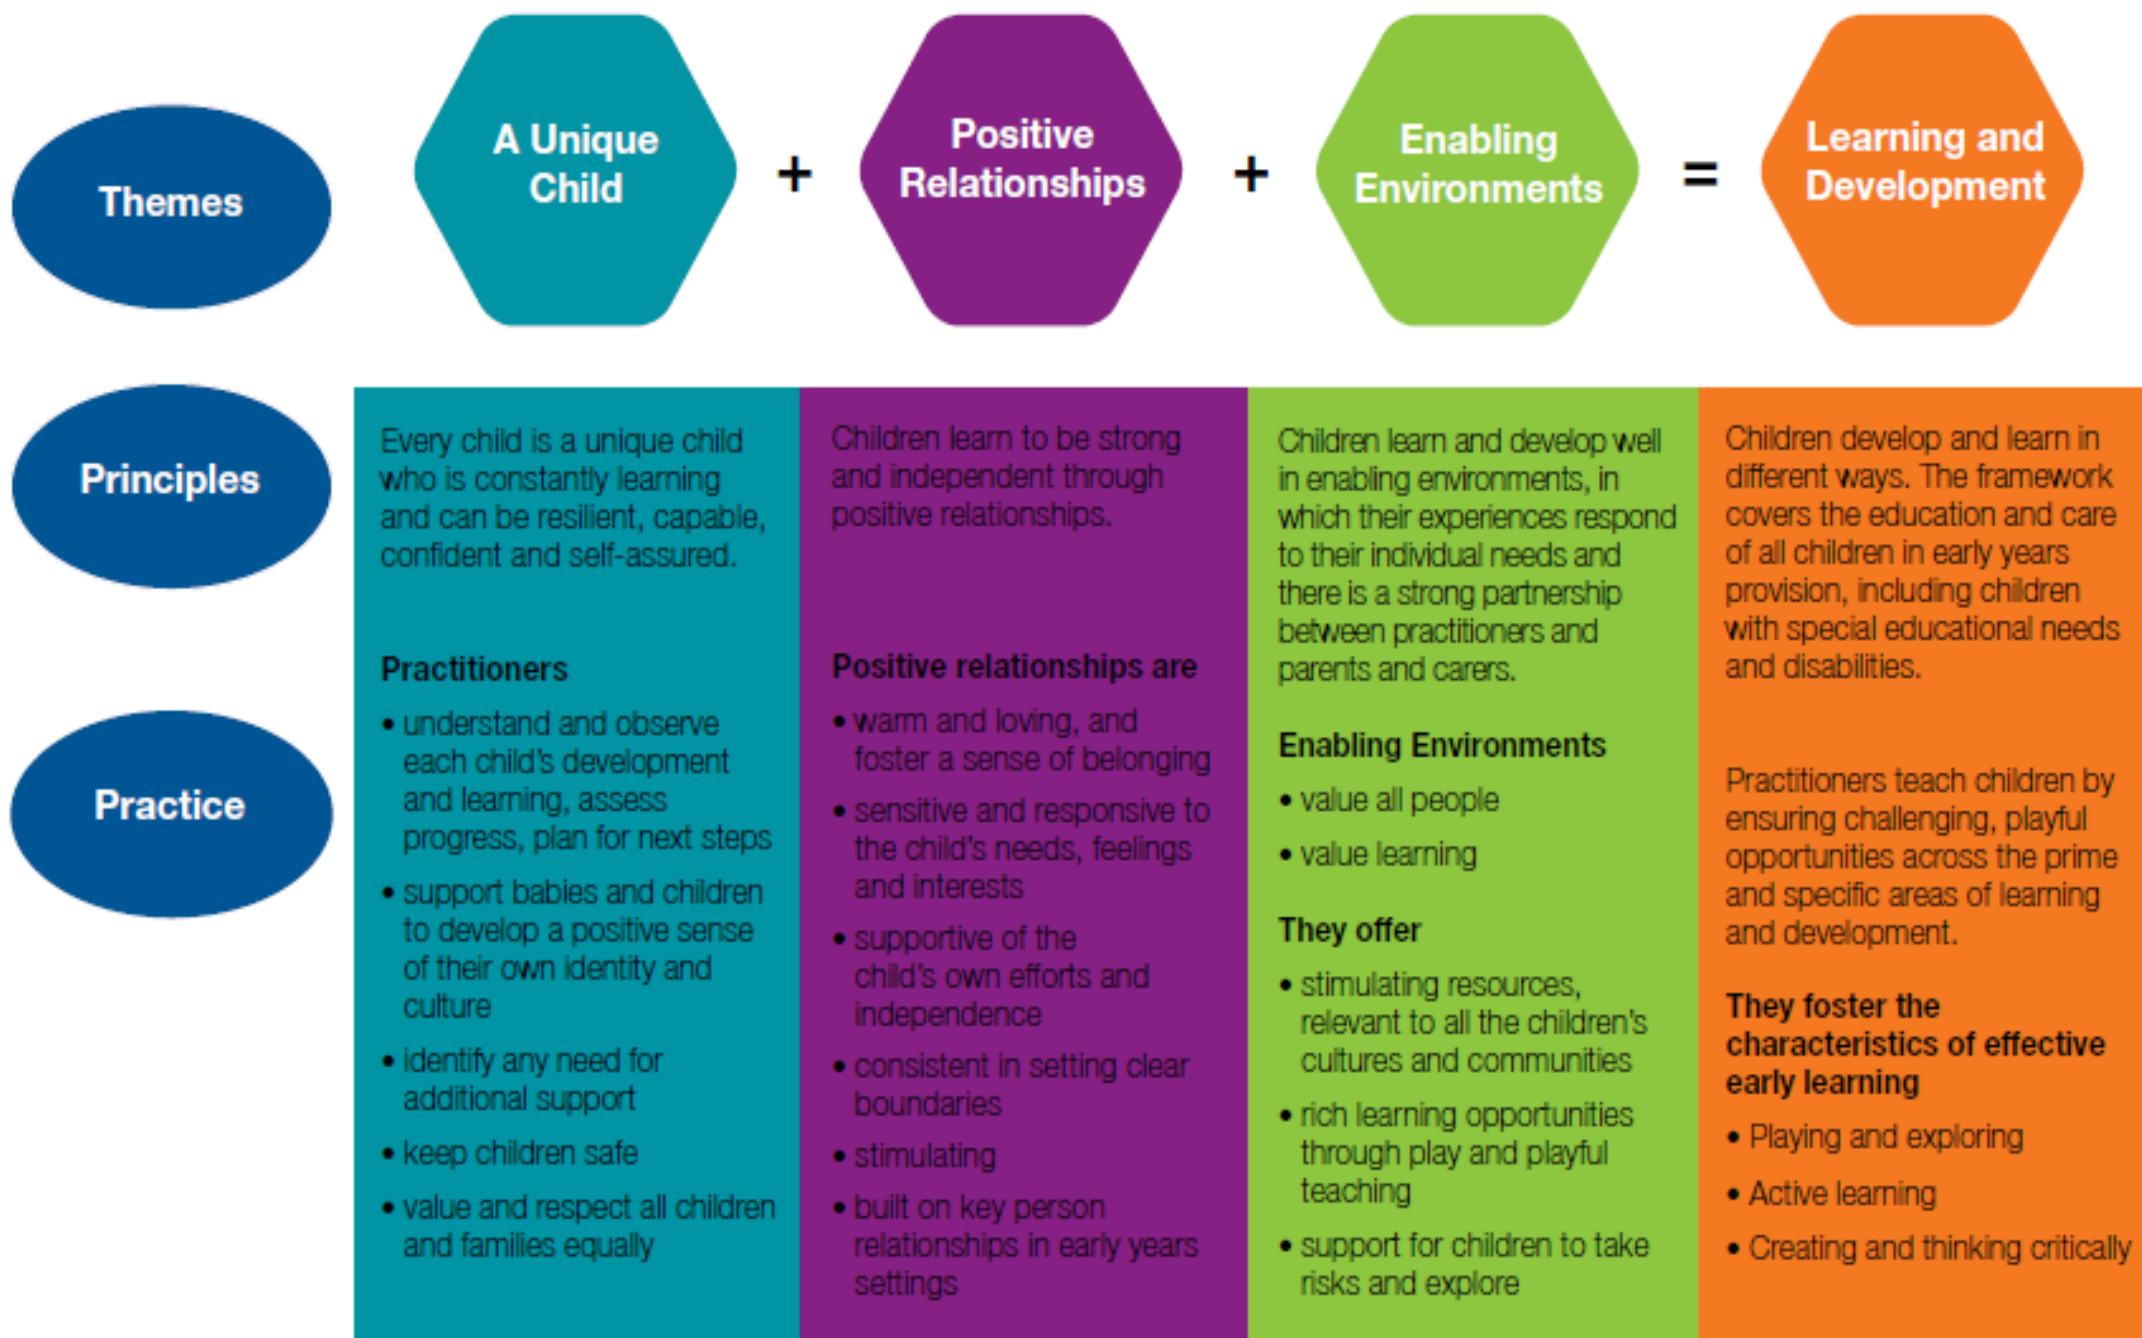 Themes
A Unique
Child
+
Positive
Relationships
+
Enabling
Environments
=
Learning and
Development
Principles
Every child is a unique child
who is constantly learning
and can be resilient, capable,
confident and self-assured.
Children learn to be strong
and independent through
positive relationships.
Children learn and develop well
in enabling environments, in
which their experiences respond
to their individual needs and
there is a strong partnership
between practitioners and
parents and carers.
Children develop and learn in
different ways. The framework
covers the education and care
of all children in early years
provision, including children
with special educational needs
and disabilities.
Practice
Practitioners
• understand and observe
each child's development
and learning, assess
progress, plan for next steps
• support babies and children
to develop a positive sense
of their own identity and
culture
• identify any need for
additional support
• keep children safe
• value and respect all children
and families equally
Positive relationships are
• warm and loving, and
foster a sense of belonging
• sensitive and responsive to
the child's needs, feelings
and interests
• supportive of the
child's own efforts and
independence
• consistent in setting clear
boundaries
• stimulating
• built on key person
relationships in early years
settings
Enabling Environments
• value all people
• value learning
They offer
• stimulating resources,
relevant to all the children's
cultures and communities
• rich learning opportunities
through play and playful
teaching
• support for children to take
risks and explore
Practitioners teach children by
ensuring challenging, playful
opportunities across the prime
and specific areas of learning
and development.
They foster the
characteristics of effective
early learning
• Playing and exploring
• Active learning
• Creating and thinking critically